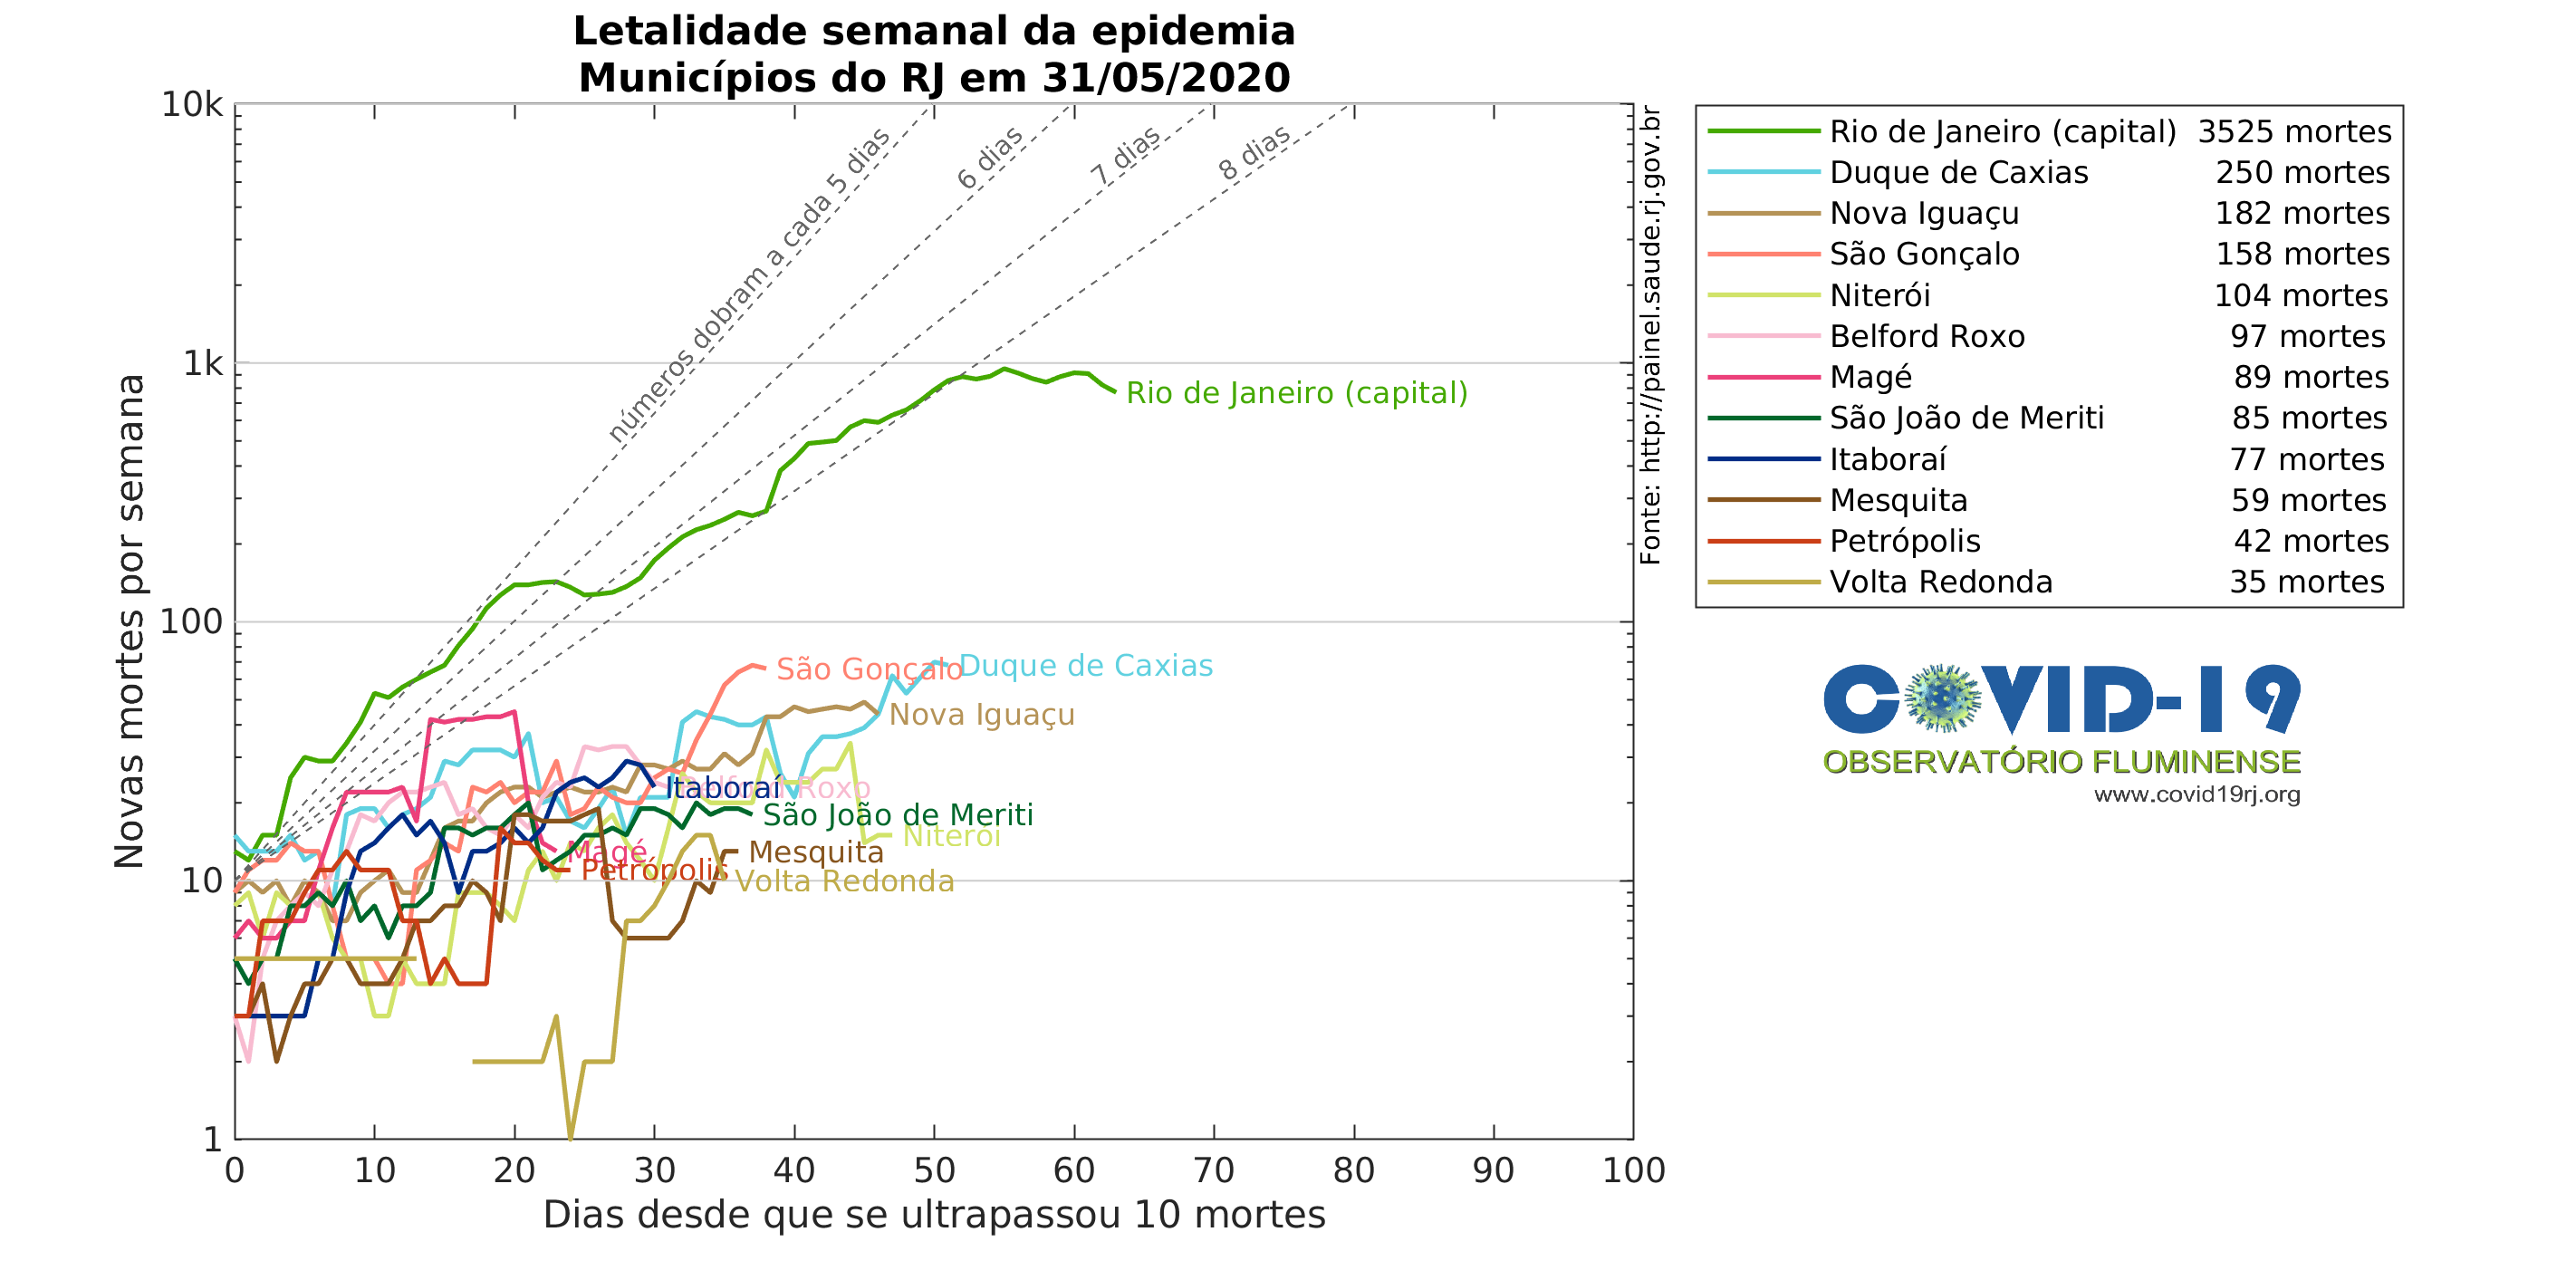 Letalidade semanal da epidemia
Municípios do RJ em 31/05/2020
Novas mortes por semana
10k
1k
100
10
1
0 10 20 30 40 50 60 70 80 90 100
Dias desde que se ultrapassou 10 mortes
números dobram a cada 5 dias
6 dias
7 dias
8 dias
Rio de Janeiro (capital)
São Gonçalo
Duque de Caxias
Nova Iguaçu
Itaboraí
Belford Roxo
São João de Meriti
Niterói
Magé
Mesquita
Petrópolis
Volta Redonda
Fonte: http://painel.saude.rj.gov.br
Rio de Janeiro (capital) 3525 mortes
Duque de Caxias 250 mortes
Nova Iguaçu 182 mortes
São Gonçalo 158 mortes
Niterói 104 mortes
Belford Roxo 97 mortes
Magé 89 mortes
São João de Meriti 85 mortes
Itaboraí 77 mortes
Mesquita 59 mortes
Petrópolis 42 mortes
Volta Redonda 35 mortes
COVID-19
OBSERVATÓRIO FLUMINENSE
www.covid19rj.org